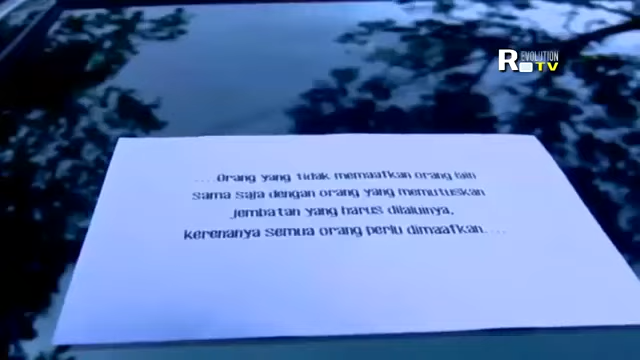 REVOLUTION
TV
....Orang yang tidak memaafkan orang lain
sama saja dengan orang yang memutuskan
jembatan yang harus dilaluinya,
kerenanya semua orang perlu dimaafkan....